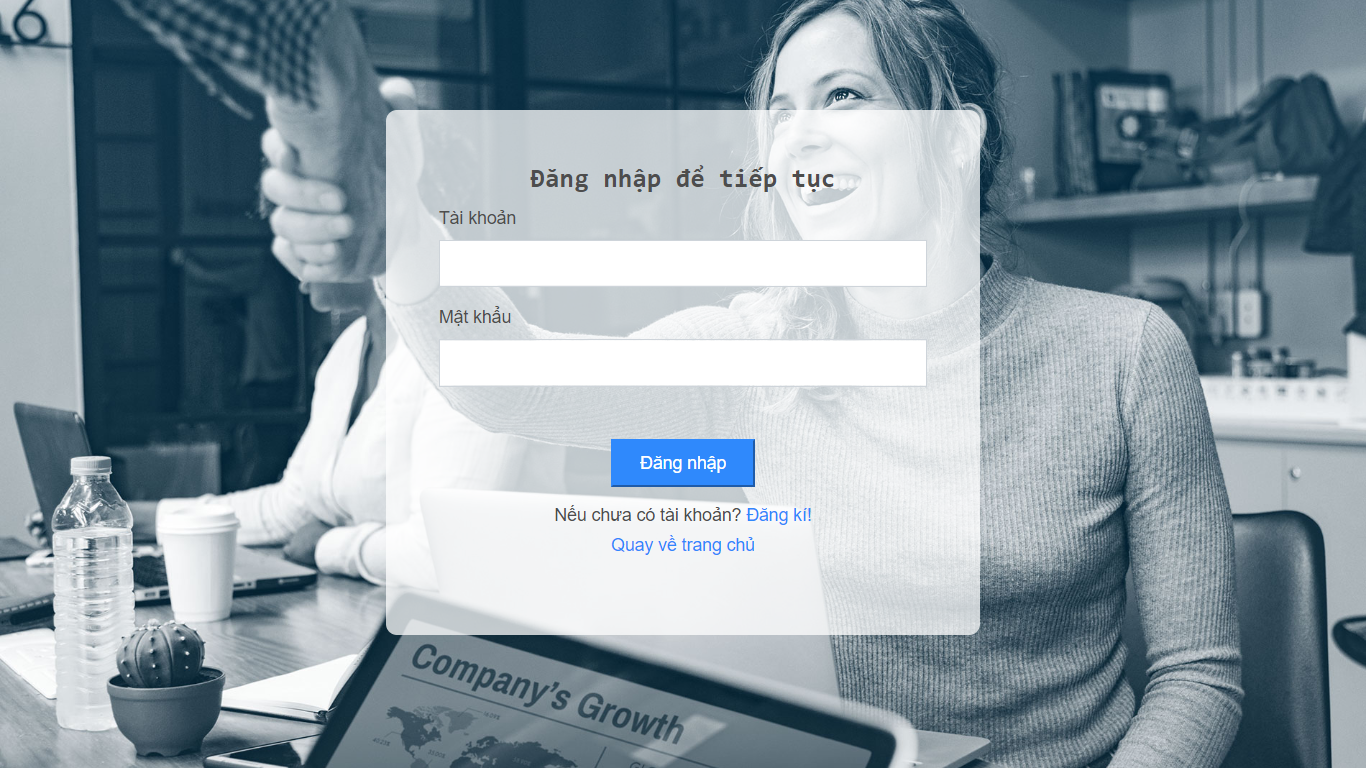 16
Đăng nhập để tiếp tục
Tài khoản
Mật khẩu
Đăng nhập
Nếu chưa có tài khoản? Đăng kí!
Quay về trang chủ
Company's Growth